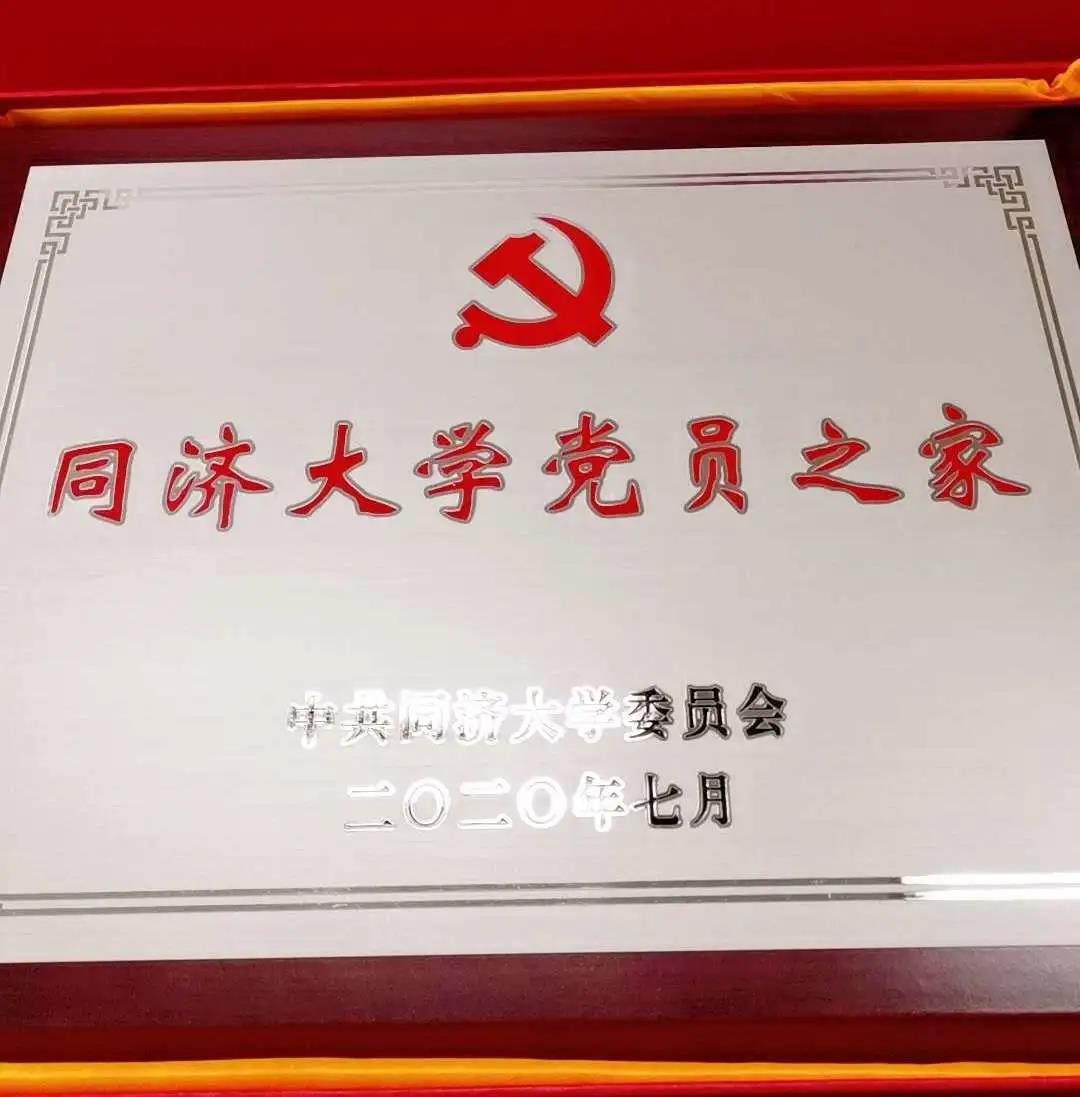 同济大学党员之家
中共同济大学委员会
二〇二〇年七月